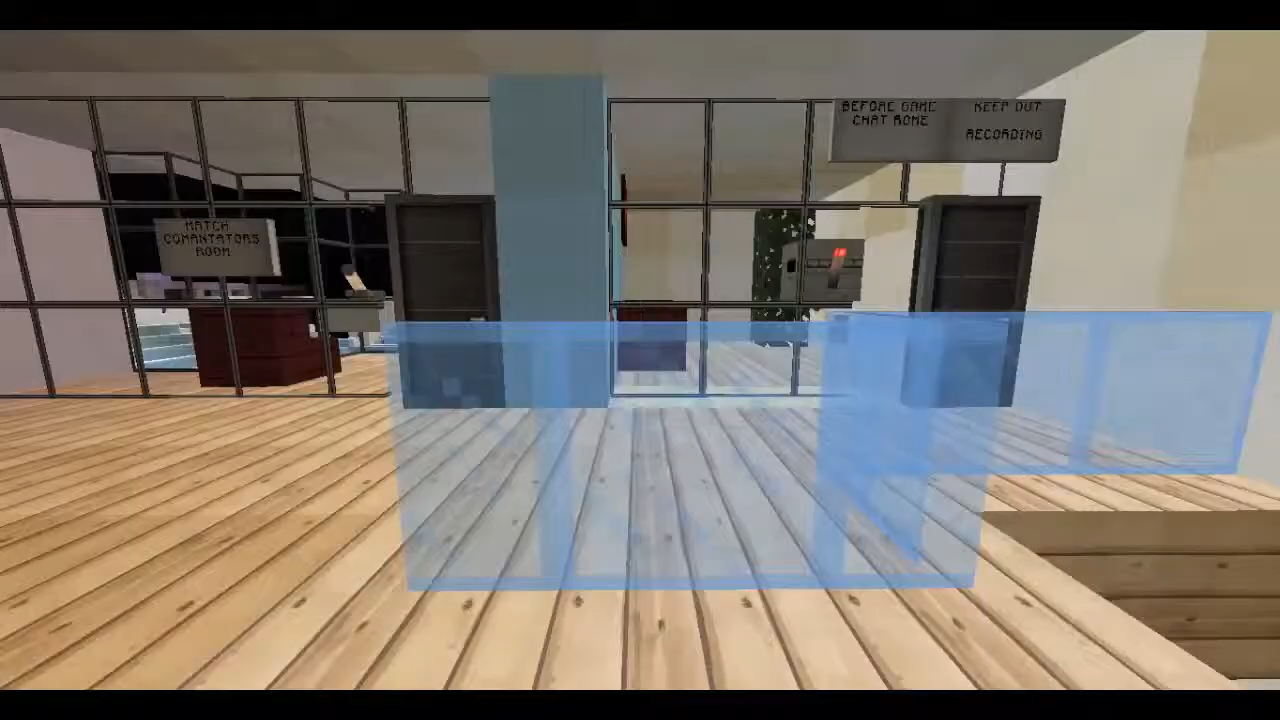 BEFORE GAME
CHAT ROME
KEEP OUT
RECORDING
MATCH
COMANTATORS
ROOM